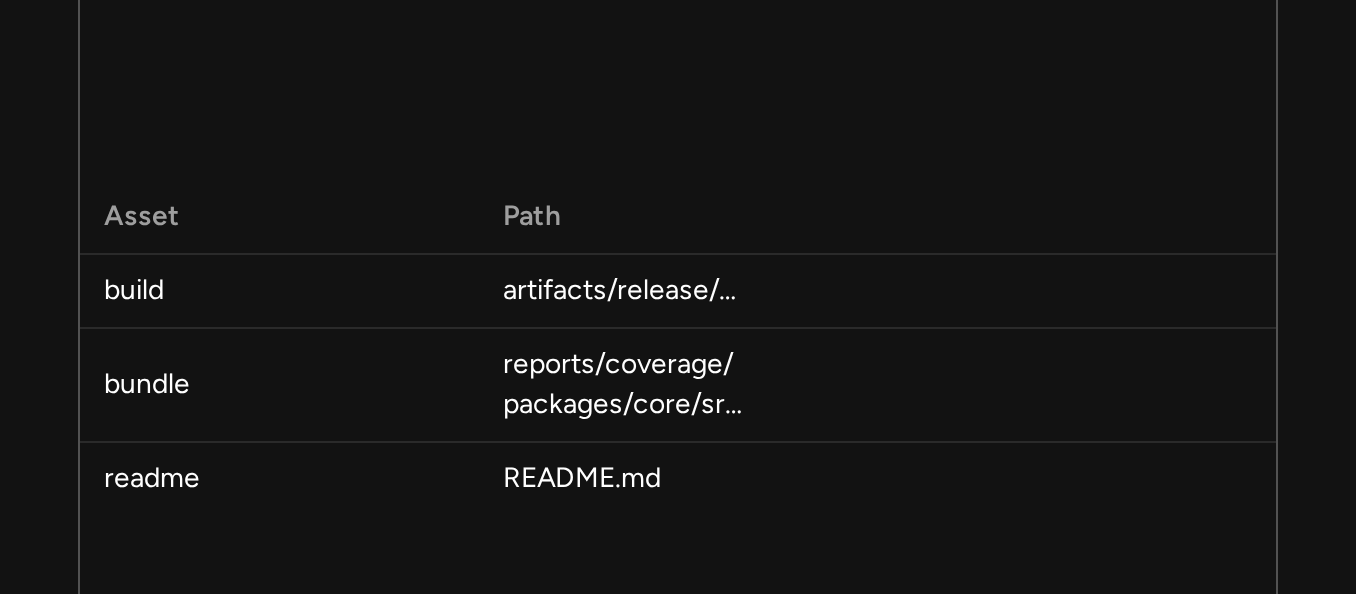 Asset Path
build artifacts/release/...
reports/coverage/
bundle
packages/core/sr...
readme README.md